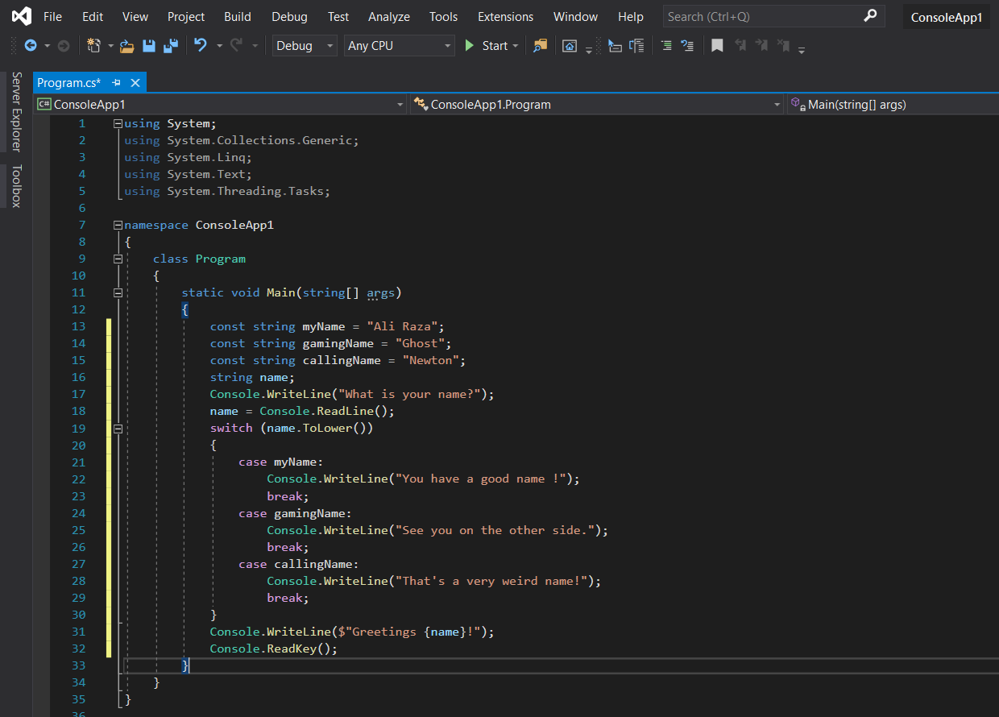 File Edit View Project Build Debug Test Analyze Tools Extensions Window Help Search (Ctrl+Q) ConsoleApp1
Debug Any CPU Start
Server Explorer
Toolbox
Program.cs*
C# ConsoleApp1 ConsoleApp1.Program Main(string[] args)
1 using System;
2 using System.Collections.Generic;
3 using System.Linq;
4 using System.Text;
5 using System.Threading.Tasks;
6
7 namespace ConsoleApp1
8 {
9 class Program
10 {
11 static void Main(string[] args)
12 {
13 const string myName = "Ali Raza";
14 const string gamingName = "Ghost";
15 const string callingName = "Newton";
16 string name;
17 Console.WriteLine("What is your name?");
18 name = Console.ReadLine();
19 switch (name.ToLower())
20 {
21 case myName:
22 Console.WriteLine("You have a good name !");
23 break;
24 case gamingName:
25 Console.WriteLine("See you on the other side.");
26 break;
27 case callingName:
28 Console.WriteLine("That's a very weird name!");
29 break;
30 }
31 Console.WriteLine($"Greetings {name}!");
32 Console.ReadKey();
33 }
34 }
35 }
36